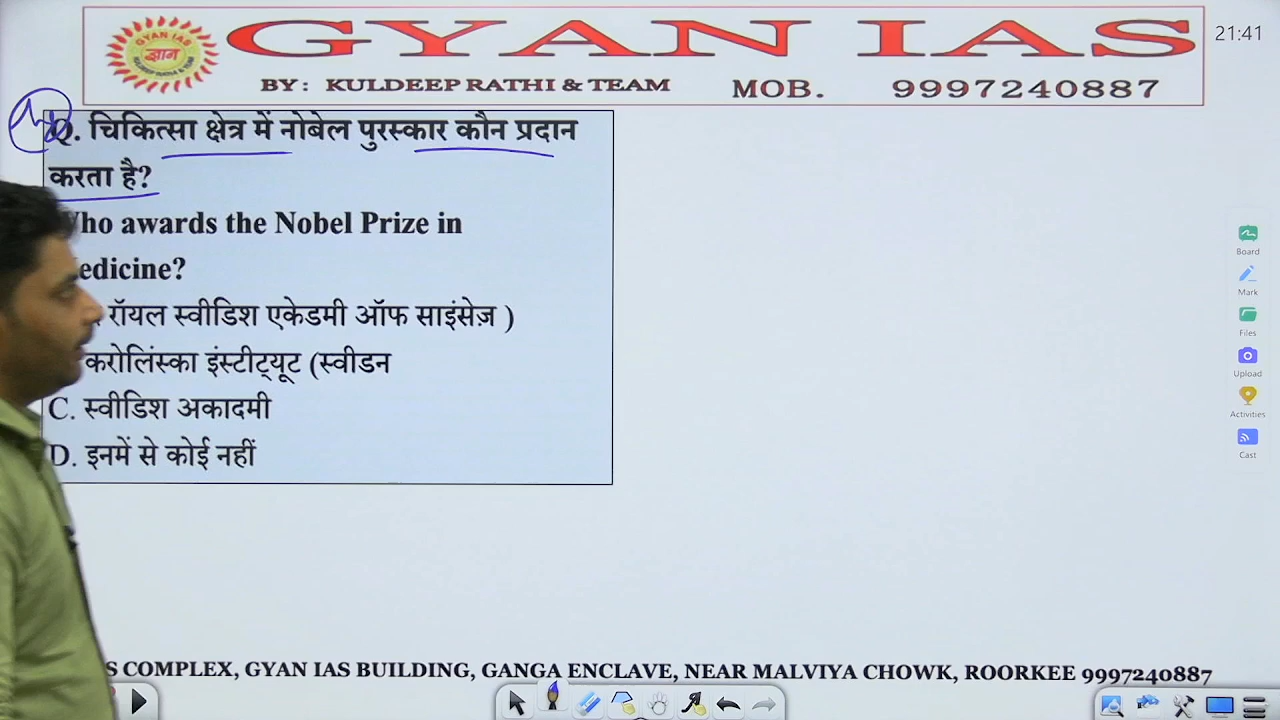 GYAN IAS
GYAN IAS
ज्ञान
BY: KULDEEP RATHI & TEAM MOB. 9997240887
21:41
Q. चिकित्सा क्षेत्र में नोबेल पुरस्कार कौन प्रदान
करता है?
Who awards the Nobel Prize in
edicine?
रॉयल स्वीडिश एकेडमी ऑफ साइंसेज़ )
करोलिंस्का इंस्टीट्यूट (स्वीडन
C. स्वीडिश अकादमी
D. इनमें से कोई नहीं
Board
Mark
Files
Upload
Activities
Cast
S COMPLEX, GYAN IAS BUILDING, GANGA ENCLAVE, NEAR MALVIYA CHOWK, ROORKEE 9997240887